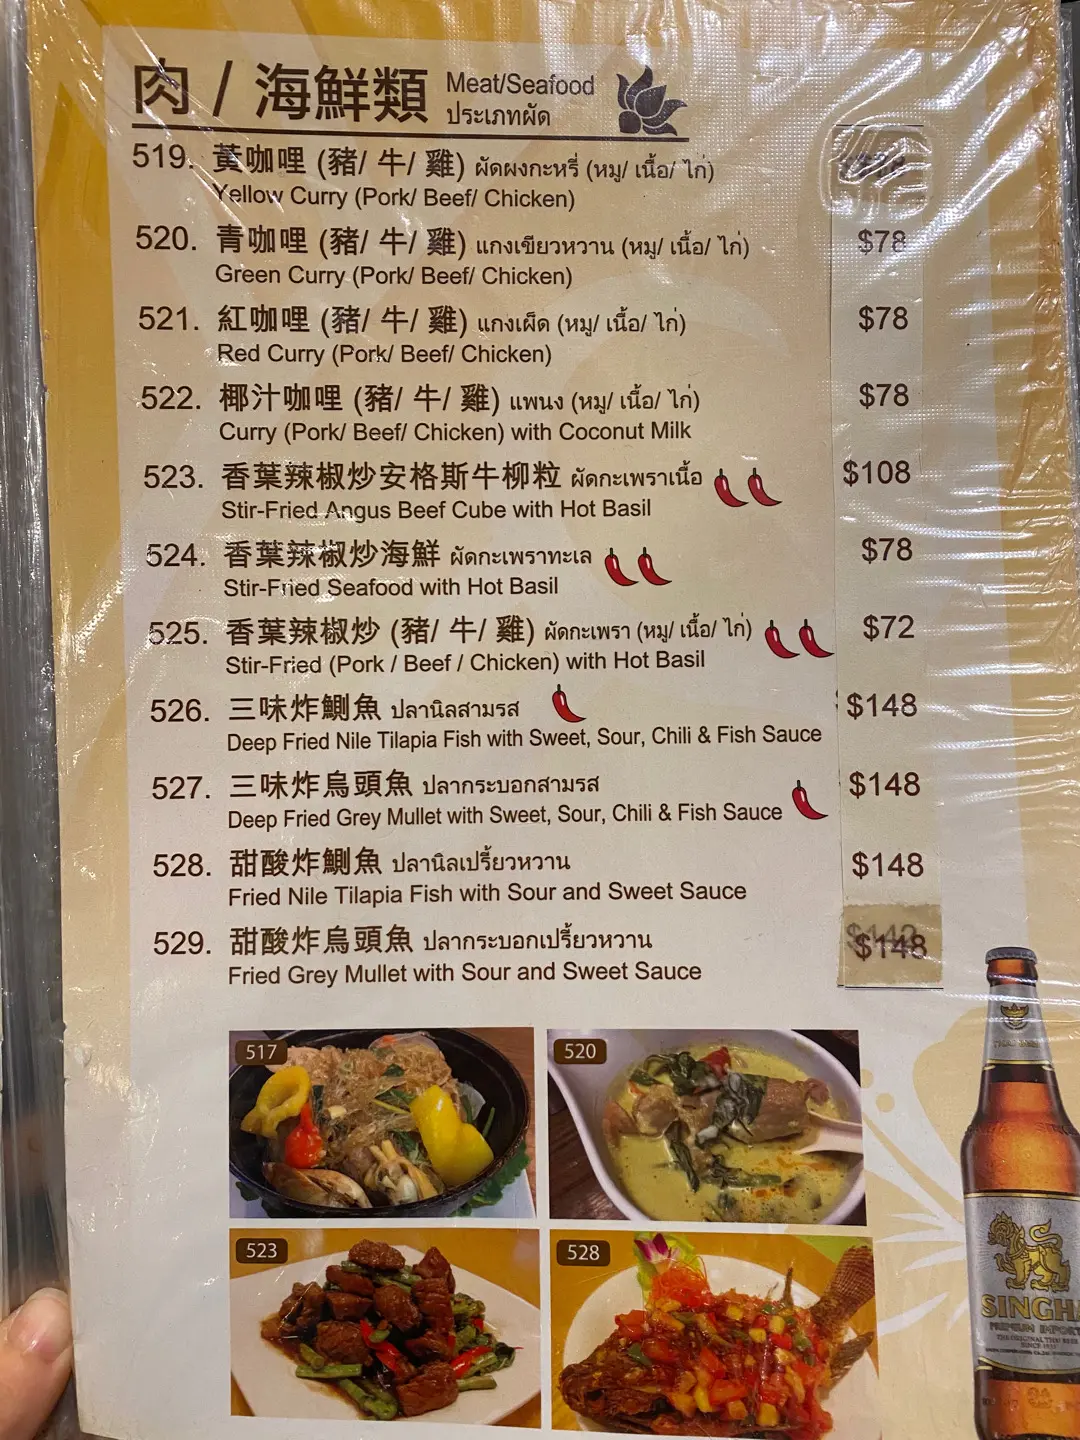 肉 / 海鮮類 Meat/Seafood
ประเภทผัด
519. 黃咖哩 (豬/ 牛/ 雞) ผัดผงกะหรี่ (หมู/ เนื้อ/ ไก่)
Yellow Curry (Pork/ Beef/ Chicken)
520. 青咖哩 (豬/ 牛/ 雞) แกงเขียวหวาน (หมู/ เนื้อ/ ไก่) $78
Green Curry (Pork/ Beef/ Chicken)
521. 紅咖哩 (豬/ 牛/ 雞) แกงเผ็ด (หมู/ เนื้อ/ ไก่) $78
Red Curry (Pork/ Beef/ Chicken)
522. 椰汁咖哩 (豬/ 牛/ 雞) แพนง (หมู/ เนื้อ/ ไก่) $78
Curry (Pork/ Beef/ Chicken) with Coconut Milk
523. 香葉辣椒炒安格斯牛柳粒 ผัดกะเพราเนื้อ $108
Stir-Fried Angus Beef Cube with Hot Basil
524. 香葉辣椒炒海鮮 ผัดกะเพราทะเล $78
Stir-Fried Seafood with Hot Basil
525. 香葉辣椒炒 (豬/ 牛/ 雞) ผัดกะเพรา (หมู/ เนื้อ/ ไก่) $72
Stir-Fried (Pork / Beef / Chicken) with Hot Basil
526. 三味炸鰂魚 ปลานิลสามรส $148
Deep Fried Nile Tilapia Fish with Sweet, Sour, Chili & Fish Sauce
527. 三味炸烏頭魚 ปลากระบอกสามรส $148
Deep Fried Grey Mullet with Sweet, Sour, Chili & Fish Sauce
528. 甜酸炸鰂魚 ปลานิลเปรี้ยวหวาน $148
Fried Nile Tilapia Fish with Sour and Sweet Sauce
529. 甜酸炸烏頭魚 ปลากระบอกเปรี้ยวหวาน $148
Fried Grey Mullet with Sour and Sweet Sauce
517
520
523
528
SINGHA
PREMIUM IMPORT
THE ORIGINAL THAI BEER
SINCE 1933